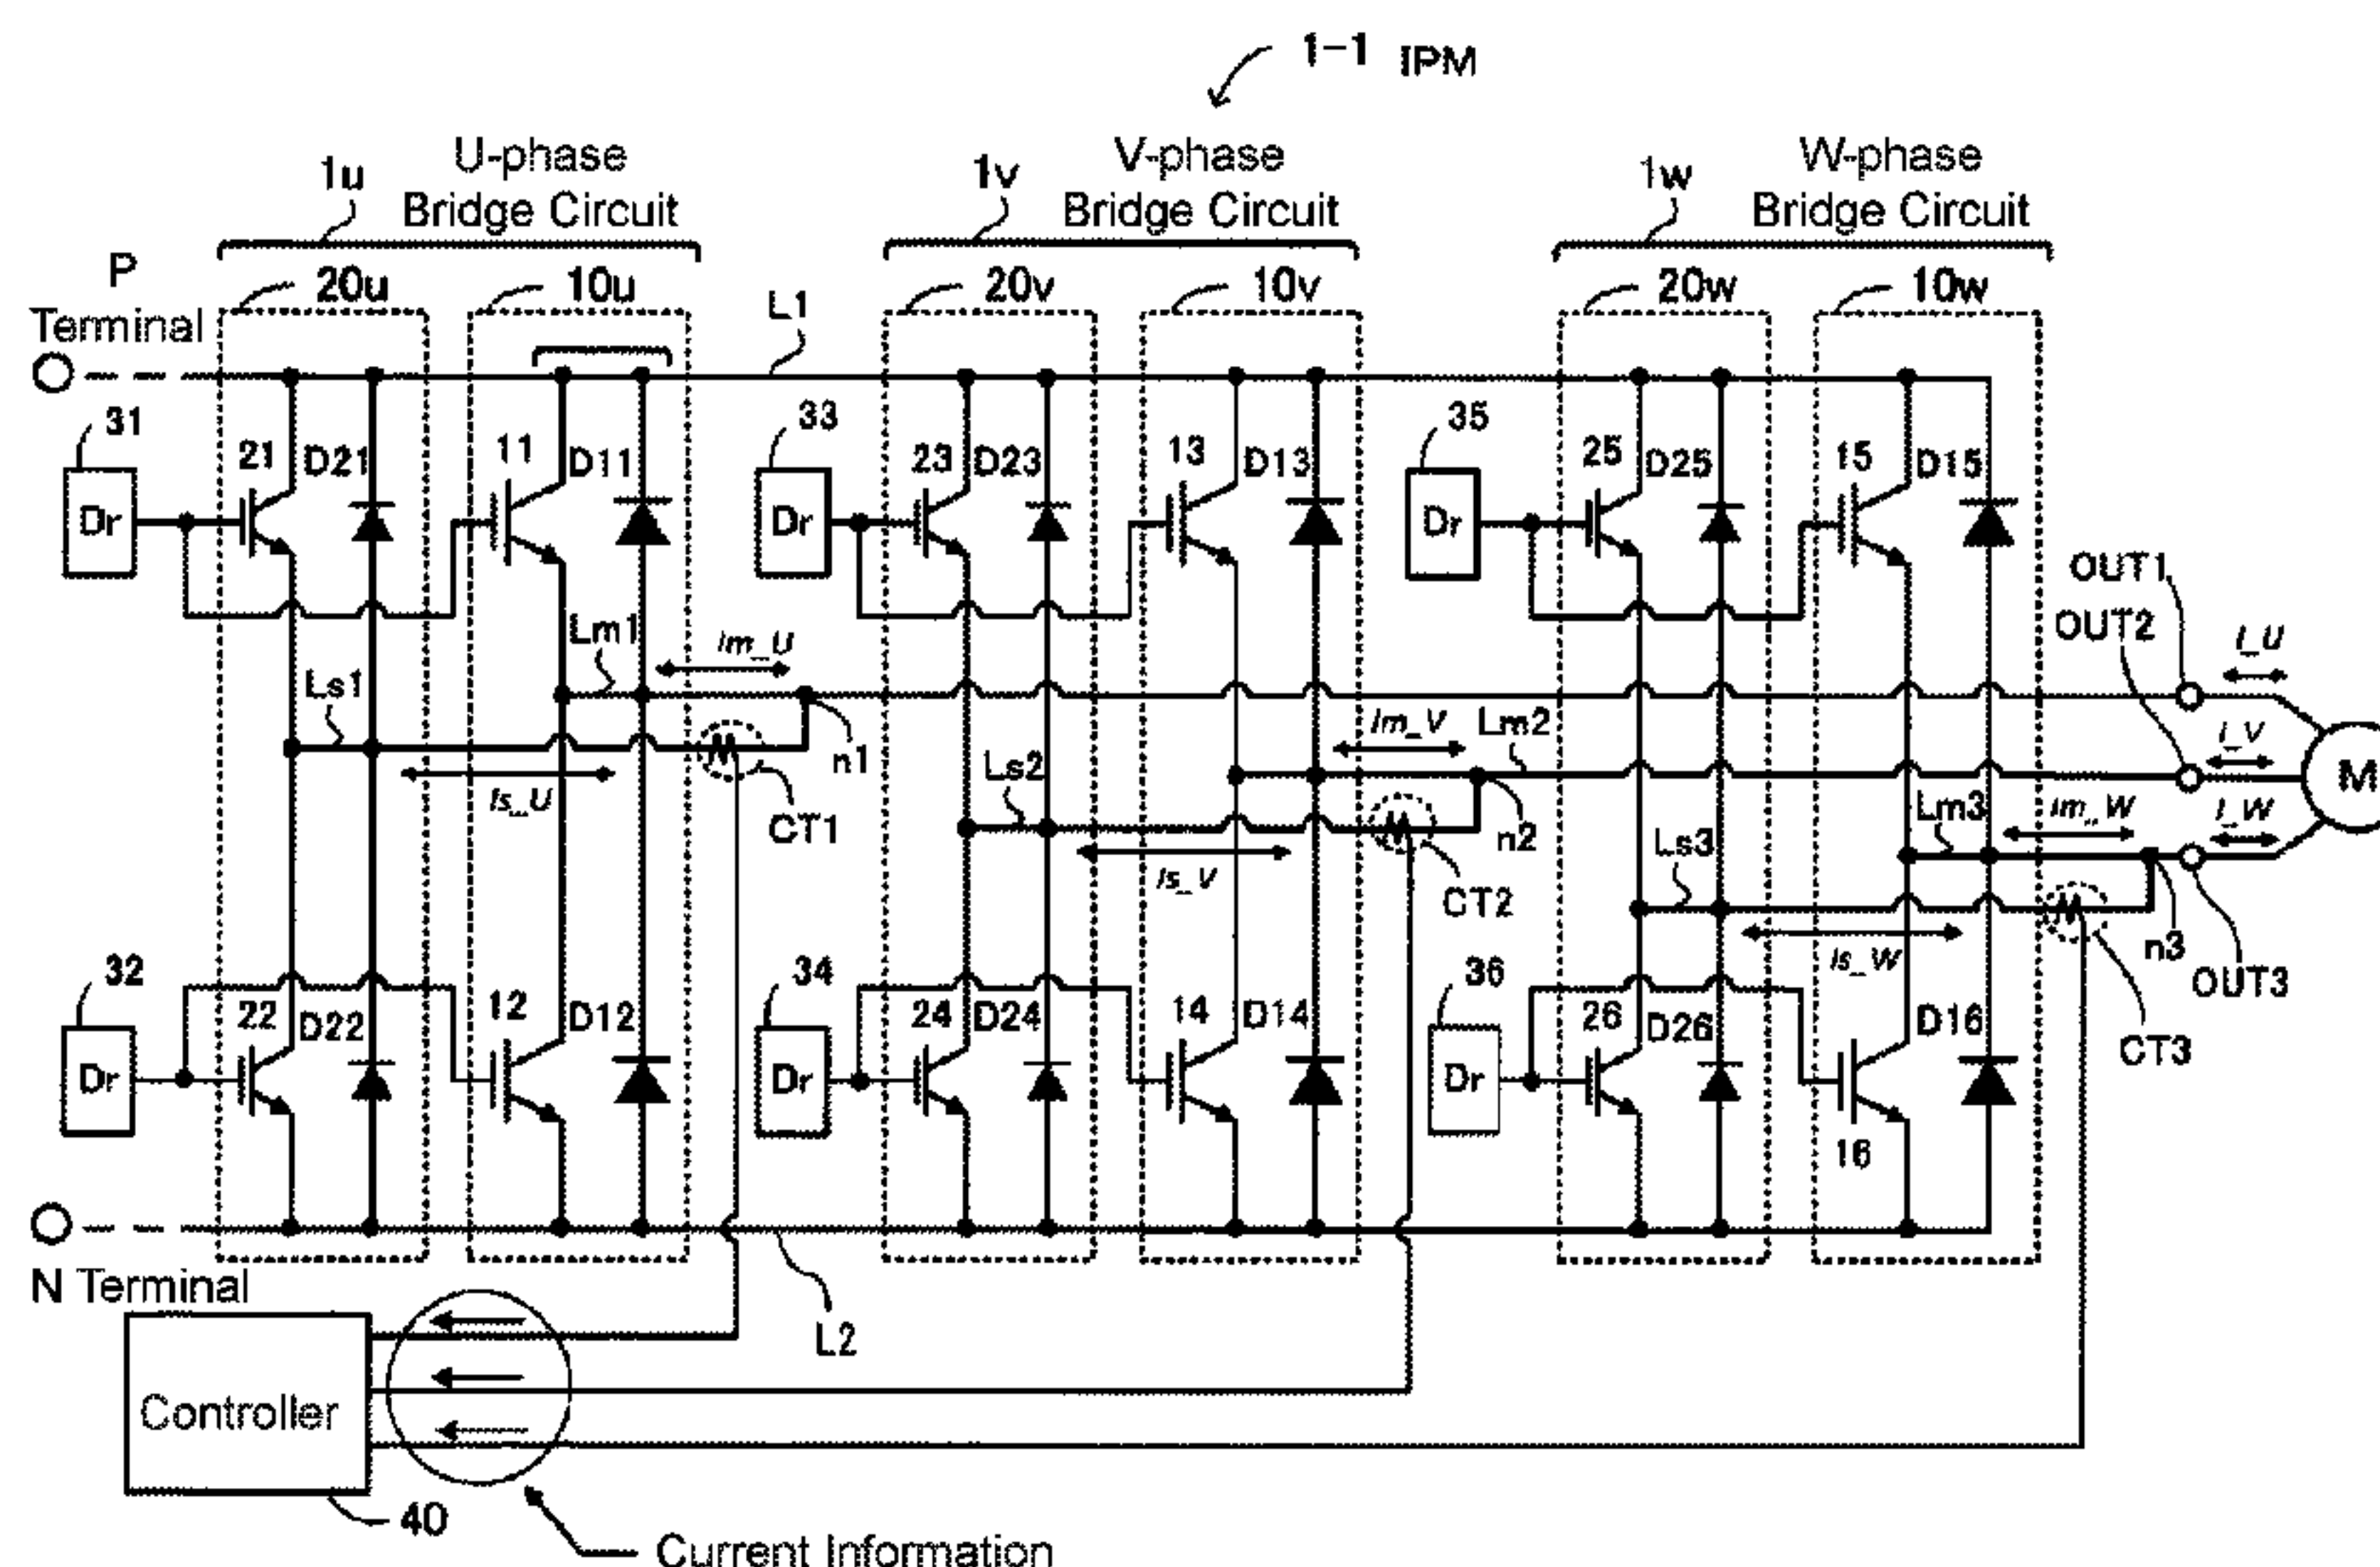 1-1 IPM
U-phase
Bridge Circuit
1u
V-phase
Bridge Circuit
1v
W-phase
Bridge Circuit
1w
P
Terminal
20u
10u
L1
20v
10v
20w
10w
31
21
D21
11
D11
33
23
D23
13
D13
35
25
D25
15
D15
Dr
Dr
Dr
OUT1
OUT2
Lm1
Im_U
I_U
Ls1
n1
Im_V
Lm2
I_V
M
Is_U
CT1
Ls2
n2
Lm3
Im_W
I_W
Is_V
CT2
Ls3
n3
OUT3
Is_W
CT3
32
22
D22
12
D12
34
24
D24
14
D14
36
26
D26
D16
Dr
Dr
Dr
16
N Terminal
L2
Controller
40
Current Information